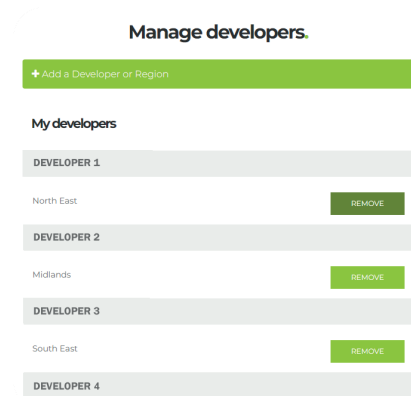 Manage developers.
+ Add a Developer or Region
My developers
DEVELOPER 1
North East
REMOVE
DEVELOPER 2
Midlands
REMOVE
DEVELOPER 3
South East
REMOVE
DEVELOPER 4